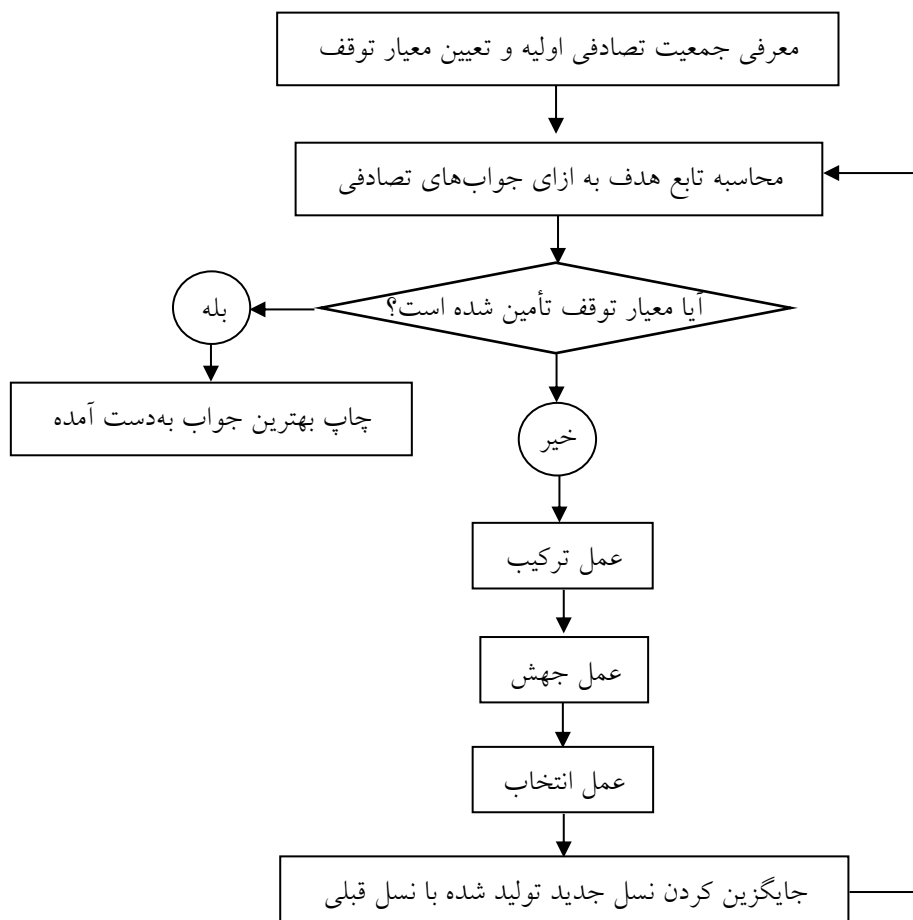 معرفی جمعیت تصادفی اولیه و تعیین معیار توقف
محاسبه تابع هدف به ازای جواب‌های تصادفی
آیا معیار توقف تأمین شده است؟
بله
چاپ بهترین جواب به‌دست آمده
خیر
عمل ترکیب
عمل جهش
عمل انتخاب
جایگزین کردن نسل جدید تولید شده با نسل قبلی